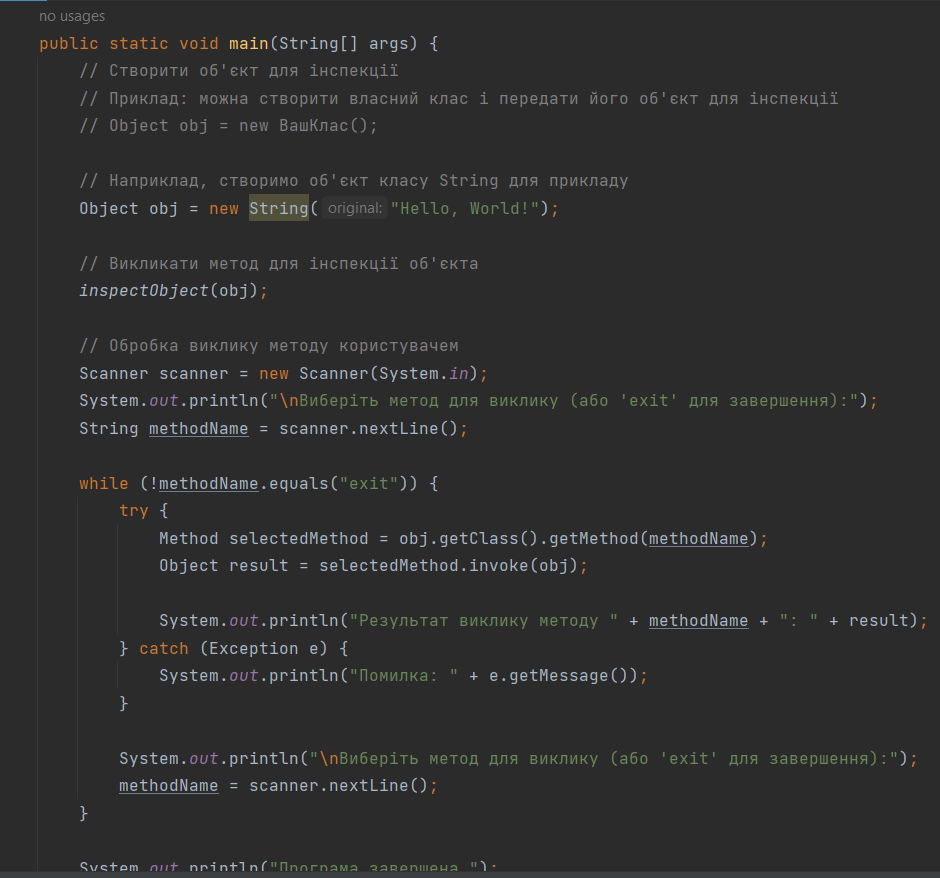 no usages
public static void main(String[] args) {
// Створити об'єкт для інспекції
// Приклад: можна створити власний клас і передати його об'єкт для інспекції
// Object obj = new ВашКлас();
// Наприклад, створимо об'єкт класу String для прикладу
Object obj = new String( original: "Hello, World!");
// Викликати метод для інспекції об'єкта
inspectObject(obj);
// Обробка виклику методу користувачем
Scanner scanner = new Scanner(System.in);
System.out.println("\nВиберіть метод для виклику (або 'exit' для завершення):");
String methodName = scanner.nextLine();
while (!methodName.equals("exit")) {
try {
Method selectedMethod = obj.getClass().getMethod(methodName);
Object result = selectedMethod.invoke(obj);
System.out.println("Результат виклику методу " + methodName + ": " + result);
} catch (Exception e) {
System.out.println("Помилка: " + e.getMessage());
}
System.out.println("\nВиберіть метод для виклику (або 'exit' для завершення):");
methodName = scanner.nextLine();
}
System.out.println("Програма завершена.");